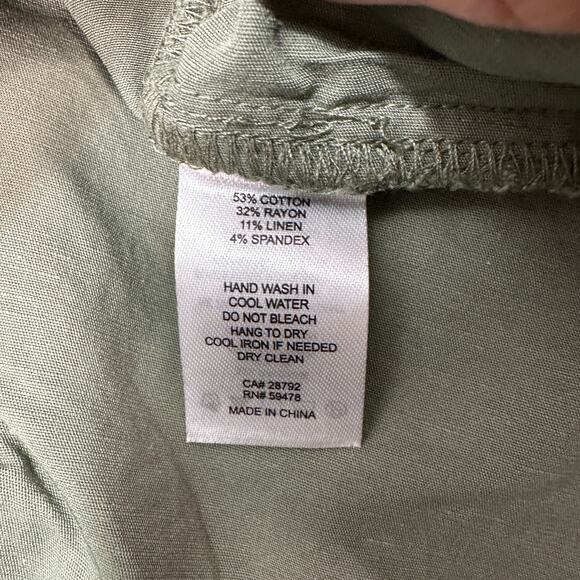 53% COTTON
32% RAYON
11% LINEN
4% SPANDEX
HAND WASH IN
COOL WATER
DO NOT BLEACH
HANG TO DRY
COOL IRON IF NEEDED
DRY CLEAN
CA# 28792
RN# 59478
MADE IN CHINA